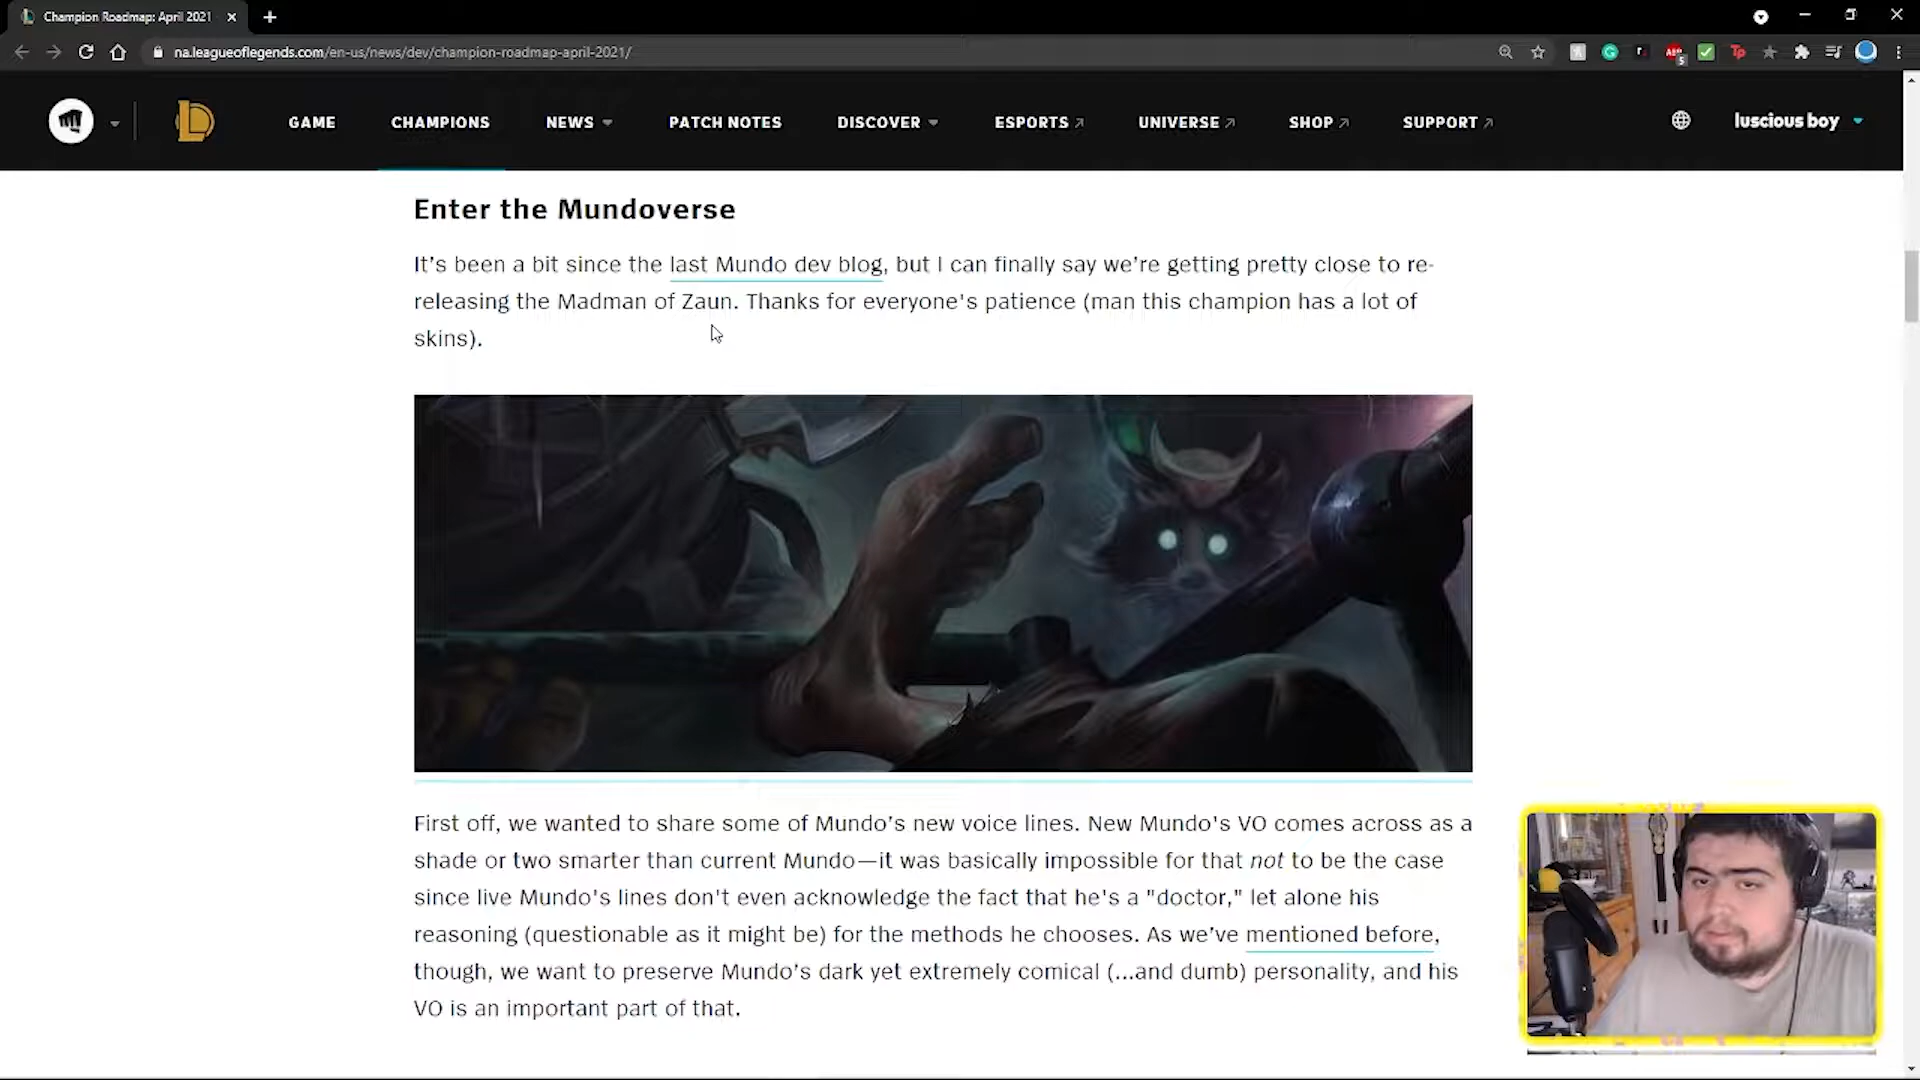 Champion Roadmap: April 2021
na.leagueoflegends.com/en-us/news/dev/champion-roadmap-april-2021/
GAME CHAMPIONS NEWS PATCH NOTES DISCOVER ESPORTS UNIVERSE SHOP SUPPORT luscious boy
Enter the Mundoverse
It's been a bit since the last Mundo dev blog, but I can finally say we're getting pretty close to re-
releasing the Madman of Zaun. Thanks for everyone's patience (man this champion has a lot of
skins).
First off, we wanted to share some of Mundo's new voice lines. New Mundo's VO comes across as a
shade or two smarter than current Mundo—it was basically impossible for that not to be the case
since live Mundo's lines don't even acknowledge the fact that he's a "doctor," let alone his
reasoning (questionable as it might be) for the methods he chooses. As we've mentioned before,
though, we want to preserve Mundo's dark yet extremely comical (...and dumb) personality, and his
VO is an important part of that.